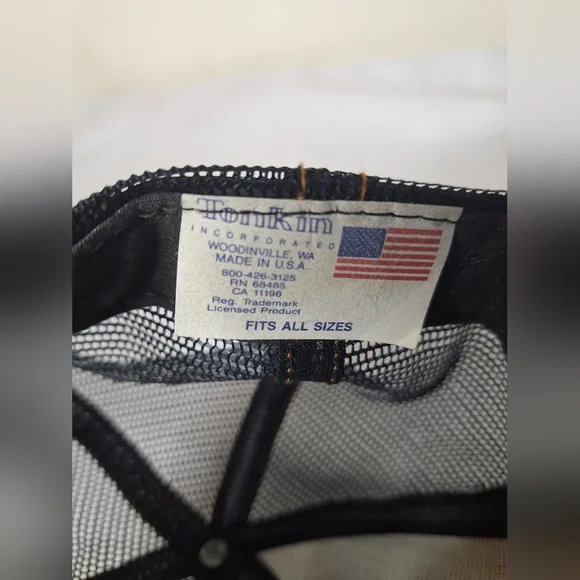 Tonkin
INCORPORATED
WOODINVILLE, WA
MADE IN U.S.A.
800-426-3125
RN 68485
CA 11198
Reg. Trademark
Licensed Product
FITS ALL SIZES